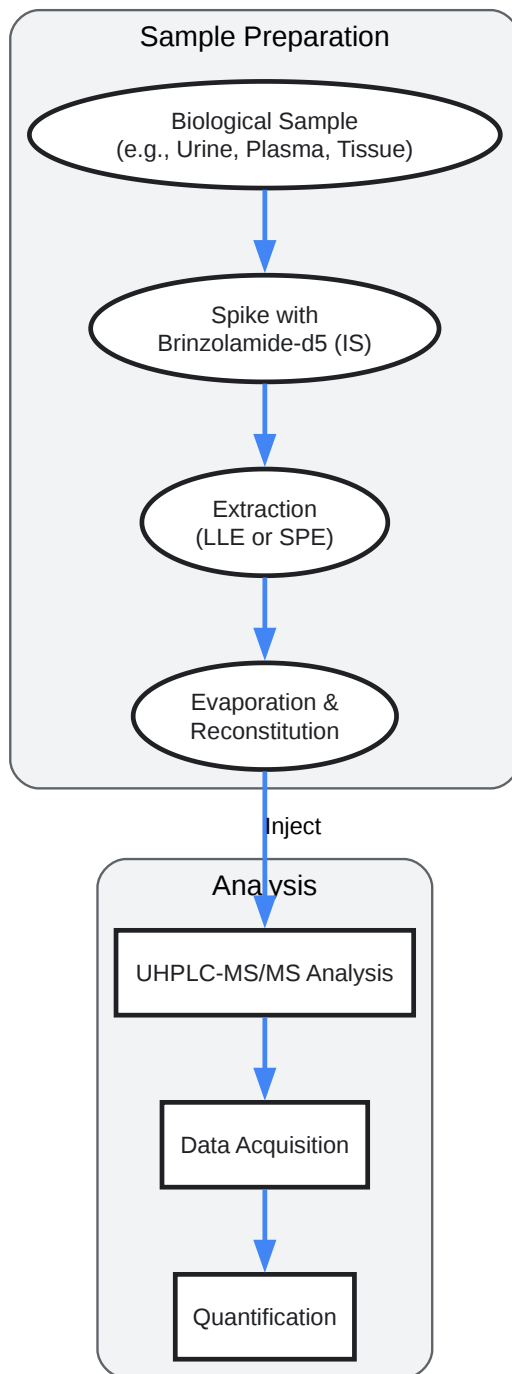 Sample Preparation
Biological Sample
(e.g., Urine, Plasma, Tissue)
Spike with
Brinzolamide-d5 (IS)
Extraction
(LLE or SPE)
Evaporation &
Reconstitution
Inject
Analysis
UHPLC-MS/MS Analysis
Data Acquisition
Quantification